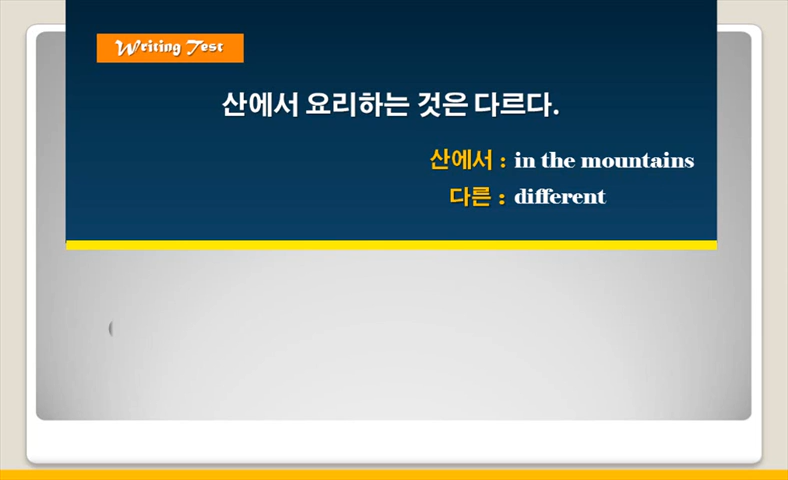 Writing Test
산에서 요리하는 것은 다르다.
산에서 : in the mountains
다른 : different